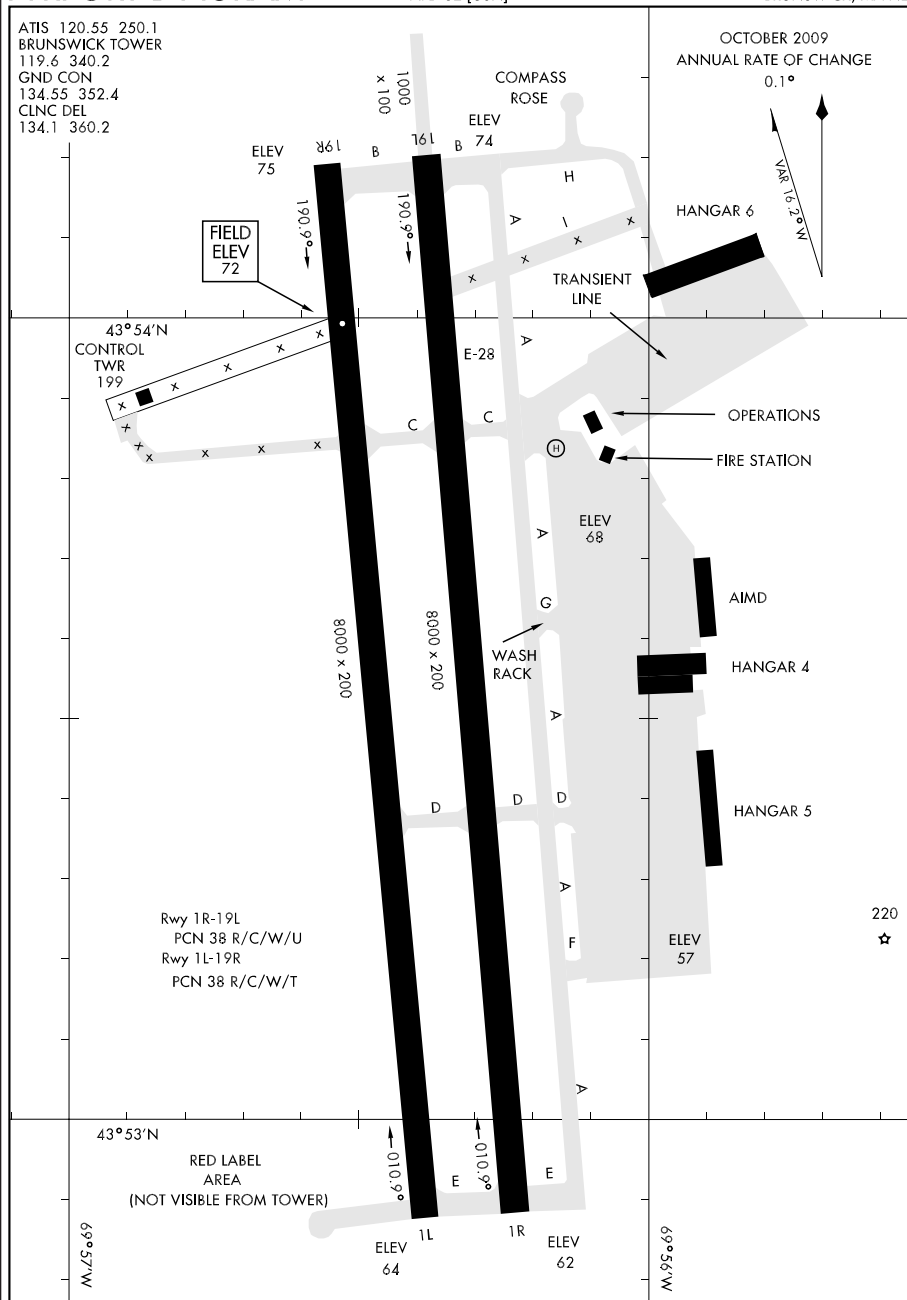 ATIS 120.55 250.1
BRUNSWICK TOWER
119.6 340.2
GND CON
134.55 352.4
CLNC DEL
134.1 360.2
OCTOBER 2009
ANNUAL RATE OF CHANGE
0.1°
VAR 16.2° W
1000
x 100
COMPASS
ROSE
ELEV
75
19R
B
19L
B
ELEV
74
H
A
I
x x x x
190.9°
190.9°
HANGAR 6
FIELD
ELEV
72
TRANSIENT
LINE
43°54'N
CONTROL
TWR
199
x x x x x x
E-28
A
C
C
x x x x x x
H
OPERATIONS
FIRE STATION
ELEV
68
A
G
AIMD
8000 x 200
8000 x 200
WASH
RACK
HANGAR 4
A
D
D
D
HANGAR 5
A
Rwy 1R-19L
PCN 38 R/C/W/U
Rwy 1L-19R
PCN 38 R/C/W/T
F
ELEV
57
220
A
43°53'N
RED LABEL
AREA
(NOT VISIBLE FROM TOWER)
010.9°
010.9°
E
E
1L
1R
ELEV
64
ELEV
62
69°57'W
69°56'W